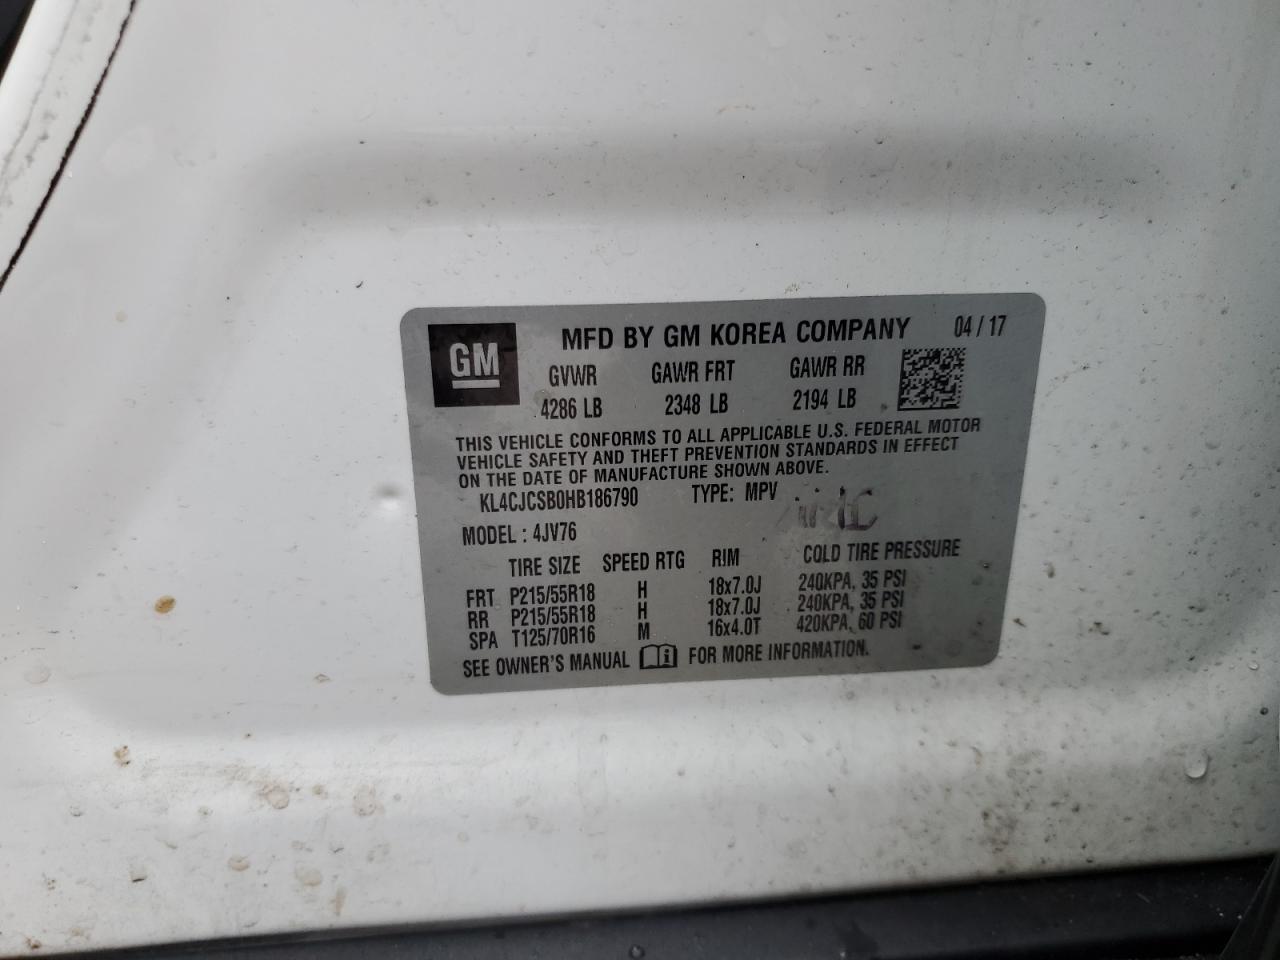 GM
MFD BY GM KOREA COMPANY 04 / 17
GVWR GAWR FRT GAWR RR
4286 LB 2348 LB 2194 LB
THIS VEHICLE CONFORMS TO ALL APPLICABLE U.S. FEDERAL MOTOR
VEHICLE SAFETY AND THEFT PREVENTION STANDARDS IN EFFECT
ON THE DATE OF MANUFACTURE SHOWN ABOVE.
KL4CJCSB0HB186790 TYPE: MPV
MODEL : 4JV76
TIRE SIZE SPEED RTG RIM COLD TIRE PRESSURE
FRT P215/55R18 H 18x7.0J 240KPA, 35 PSI
RR P215/55R18 H 18x7.0J 240KPA, 35 PSI
SPA T125/70R16 M 16x4.0T 420KPA, 60 PSI
SEE OWNER'S MANUAL FOR MORE INFORMATION.